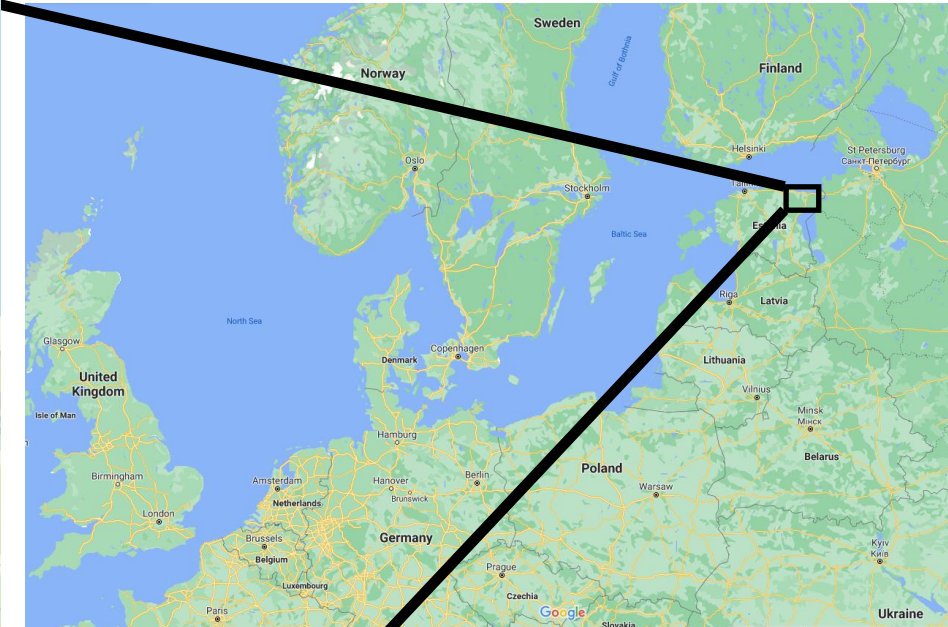 Sweden
Gulf of Bothnia
Norway
Finland
Helsinki
St Petersburg
Санкт-Петербург
Oslo
Stockholm
Baltic Sea
Riga
Latvia
North Sea
Glasgow
Copenhagen
Denmark
Lithuania
United
Kingdom
Vilnius
Isle of Man
Minsk
Мінск
Hamburg
Belarus
Birmingham
Amsterdam
Hanover
Berlin
Poland
Brunswick
Warsaw
Netherlands
London
Brussels
Germany
Belgium
Kyiv
Київ
Prague
Luxembourg
Czechia
Paris
Google
Ukraine
Slovakia